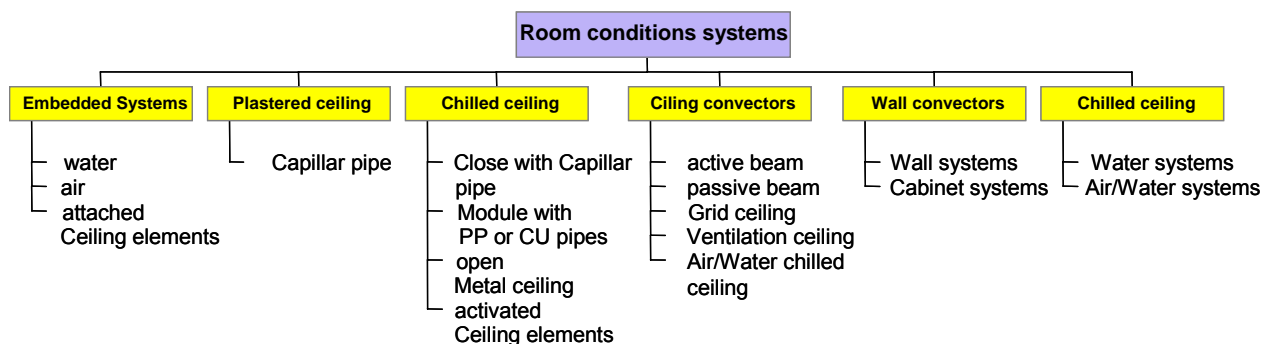 Room conditions systems
Embedded Systems
water
air
attached
Ceiling elements
Plastered ceiling
Capillar pipe
Chilled ceiling
Close with Capillar
pipe
Module with
PP or CU pipes
open
Metal ceiling
activated
Ceiling elements
Ciling convectors
active beam
passive beam
Grid ceiling
Ventilation ceiling
Air/Water chilled
ceiling
Wall convectors
Wall systems
Cabinet systems
Chilled ceiling
Water systems
Air/Water systems